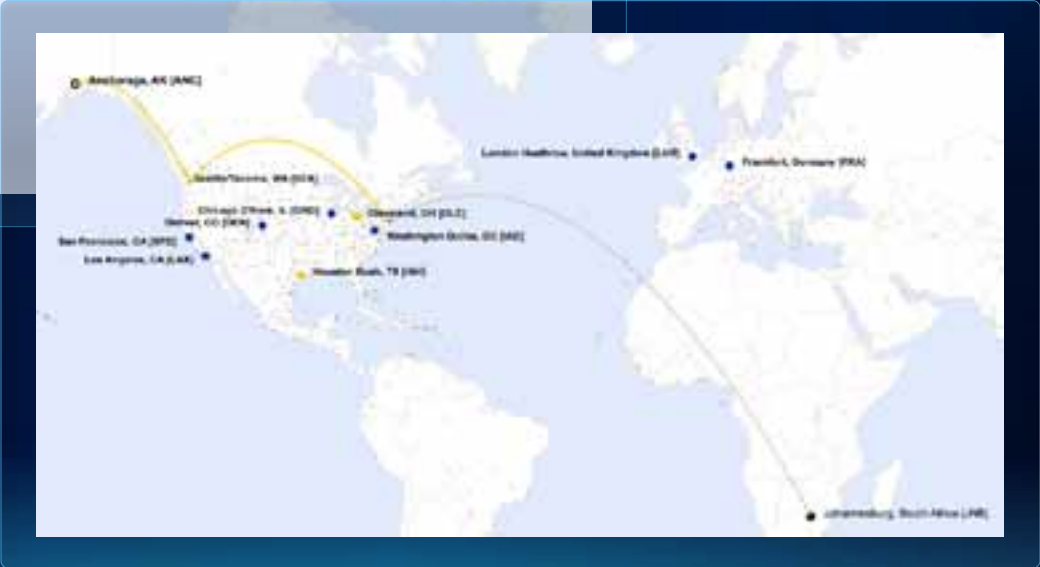 Anchorage, AK [ANC]
London Heathrow, United Kingdom [LHR]
Frankfurt, Germany [FRA]
Seattle/Tacoma, WA [SEA]
Chicago O'Hare, IL [ORD]
Cleveland, OH [CLE]
Denver, CO [DEN]
Washington Dulles, DC [IAD]
San Francisco, CA [SFO]
Los Angeles, CA [LAX]
Houston Bush, TX [IAH]
Johannesburg, South Africa [JNB]